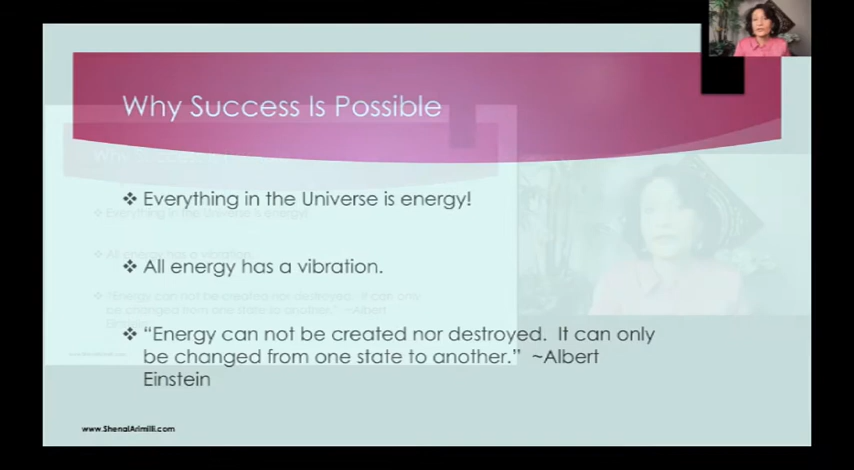 Why Success Is Possible
❖ Everything in the Universe is energy!
❖ All energy has a vibration.
❖ “Energy can not be created nor destroyed. It can only
be changed from one state to another.” ~Albert
Einstein
www.ShenalArimilli.com